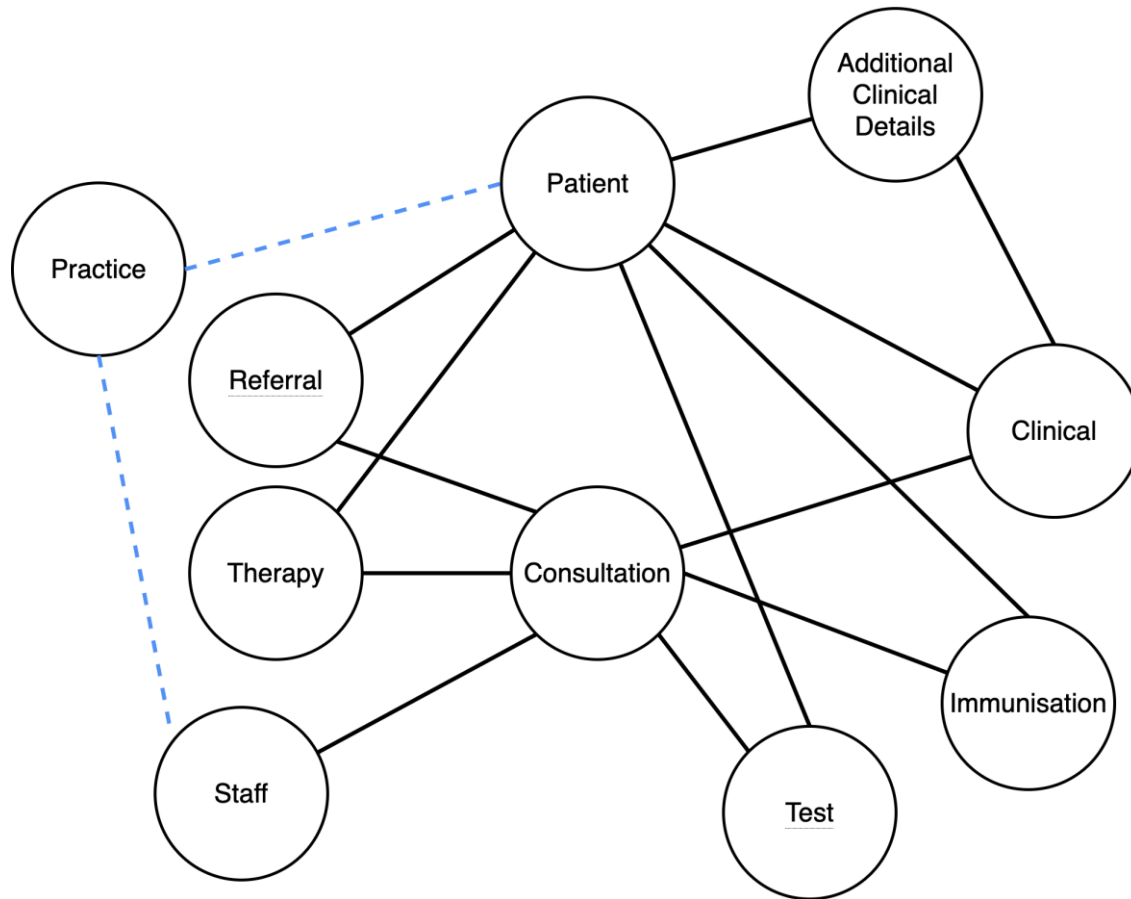 Additional
Clinical
Details
Patient
Practice
Referral
Clinical
Therapy
Consultation
Immunisation
Staff
Test